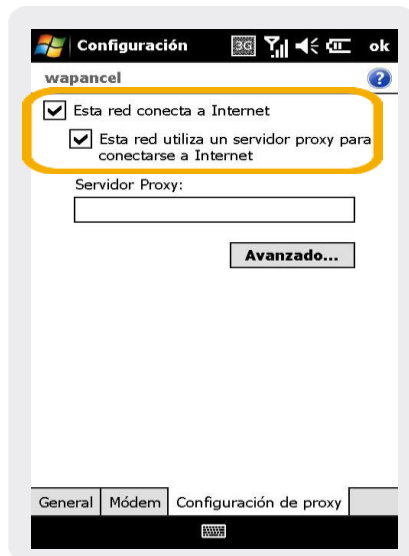 Configuración 3G ok
wapancel ?
Esta red conecta a Internet
Esta red utiliza un servidor proxy para
conectarse a Internet
Servidor Proxy:
Avanzado...
General Módem Configuración de proxy